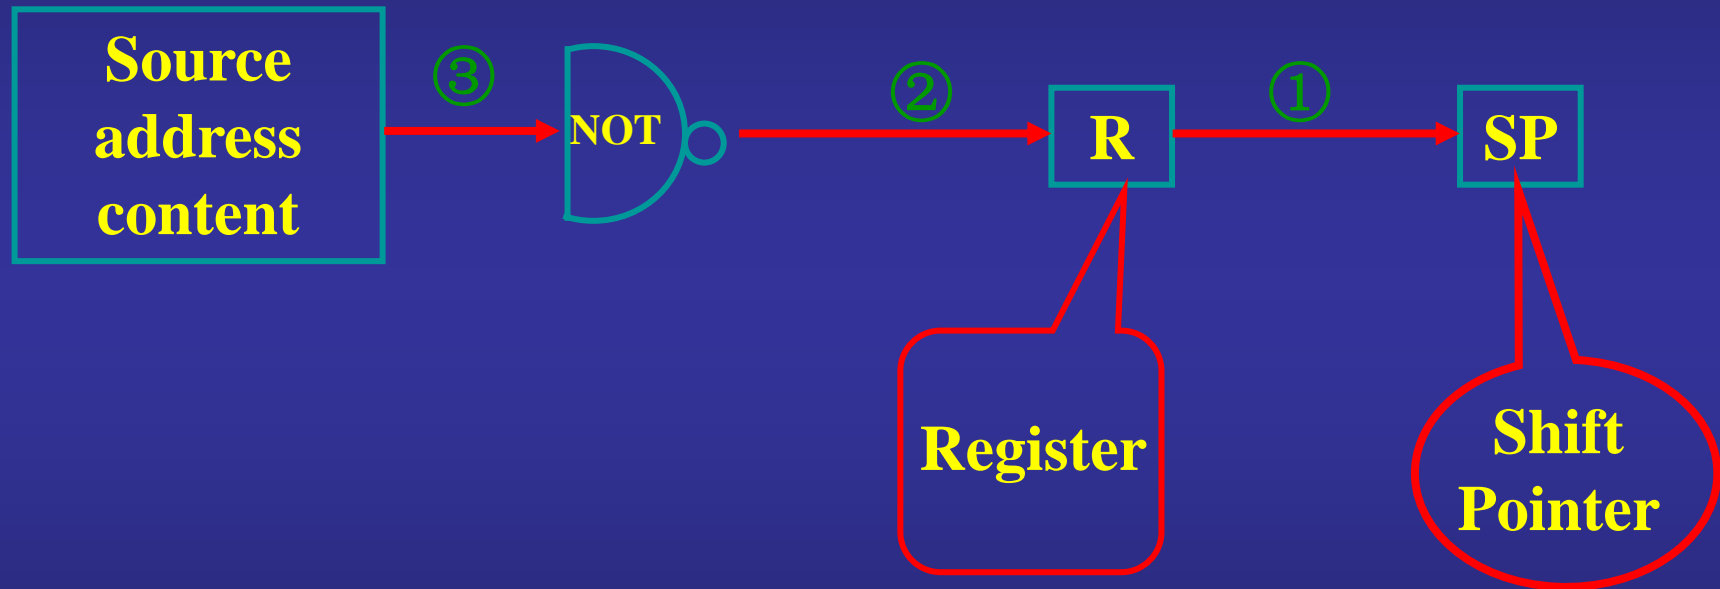 Source
address
content
③
NOT
②
R
①
SP
Register
Shift
Pointer